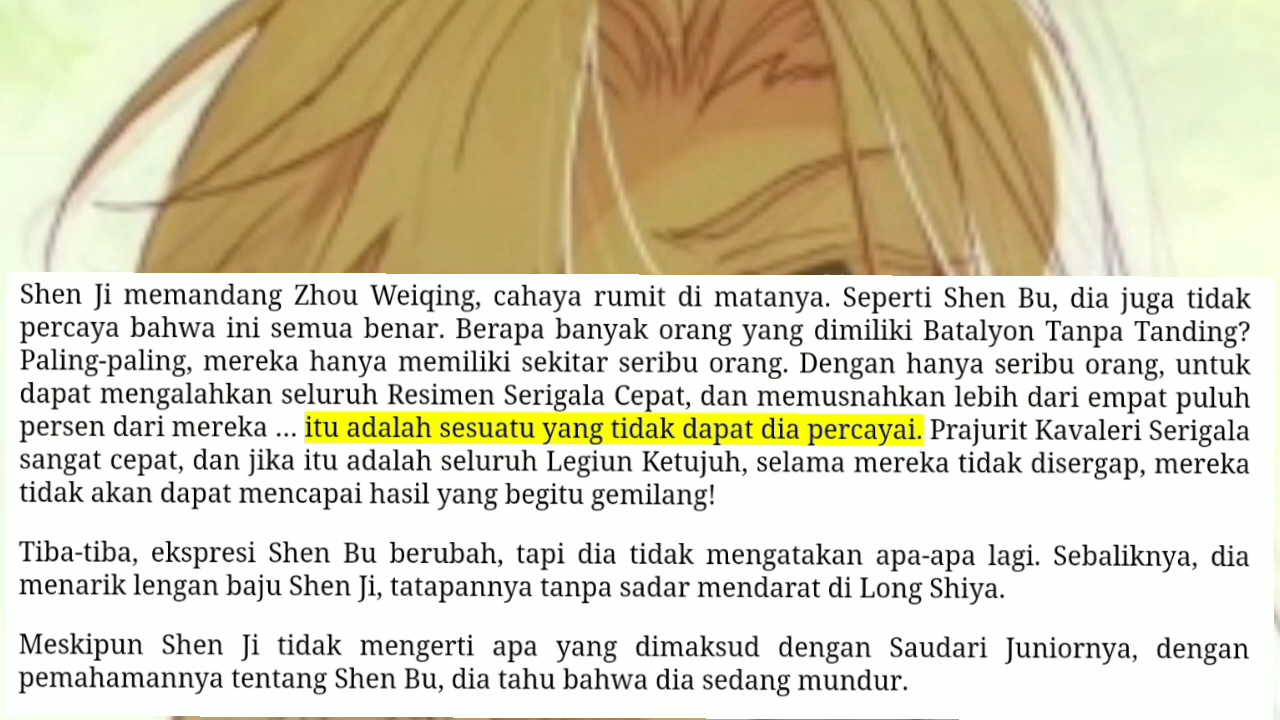 Shen Ji memandang Zhou Weiqing, cahaya rumit di matanya. Seperti Shen Bu, dia juga tidak
percaya bahwa ini semua benar. Berapa banyak orang yang dimiliki Batalyon Tanpa Tanding?
Paling-paling, mereka hanya memiliki sekitar seribu orang. Dengan hanya seribu orang, untuk
dapat mengalahkan seluruh Resimen Serigala Cepat, dan memusnahkan lebih dari empat puluh
persen dari mereka ... itu adalah sesuatu yang tidak dapat dia percayai. Prajurit Kavaleri Serigala
sangat cepat, dan jika itu adalah seluruh Legiun Ketujuh, selama mereka tidak disergap, mereka
tidak akan dapat mencapai hasil yang begitu gemilang!
Tiba-tiba, ekspresi Shen Bu berubah, tapi dia tidak mengatakan apa-apa lagi. Sebaliknya, dia
menarik lengan baju Shen Ji, tatapannya tanpa sadar mendarat di Long Shiya.
Meskipun Shen Ji tidak mengerti apa yang dimaksud dengan Saudari Juniornya, dengan
pemahamannya tentang Shen Bu, dia tahu bahwa dia sedang mundur.